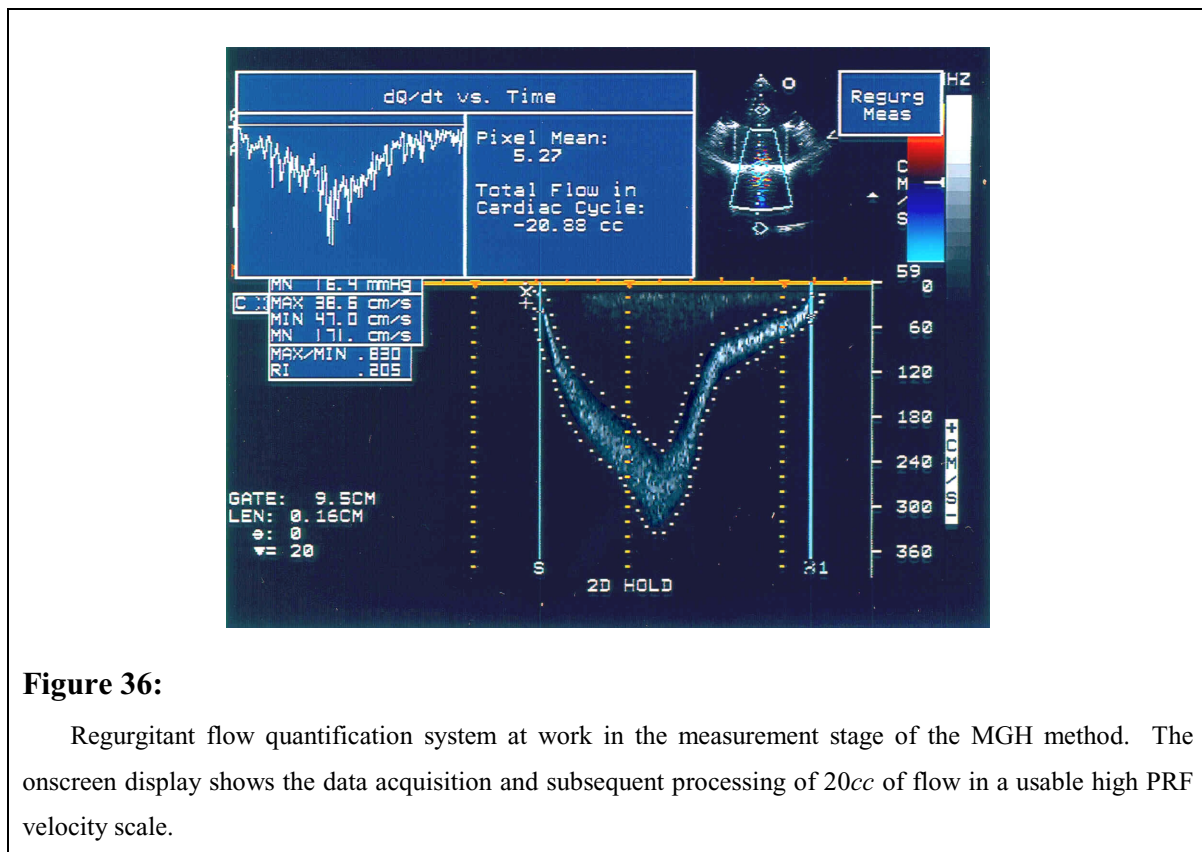 dQ/dt vs. Time
Pixel Mean:
5.27
Total Flow in
Cardiac Cycle:
-20.88 cc
Regurg
Meas
HZ
CM/S
59
0
60
120
180
240
300
360
+CM/S-
MN 16.4 mmHg
MAX 38.6 cm/s
MIN 47.0 cm/s
MN 171. cm/s
MAX/MIN .830
RI .205
GATE: 9.5CM
LEN: 0.16CM
⊖: 0
▼= 20
S
2D HOLD
Figure 36:
Regurgitant flow quantification system at work in the measurement stage of the MGH method. The
onscreen display shows the data acquisition and subsequent processing of 20cc of flow in a usable high PRF
velocity scale.